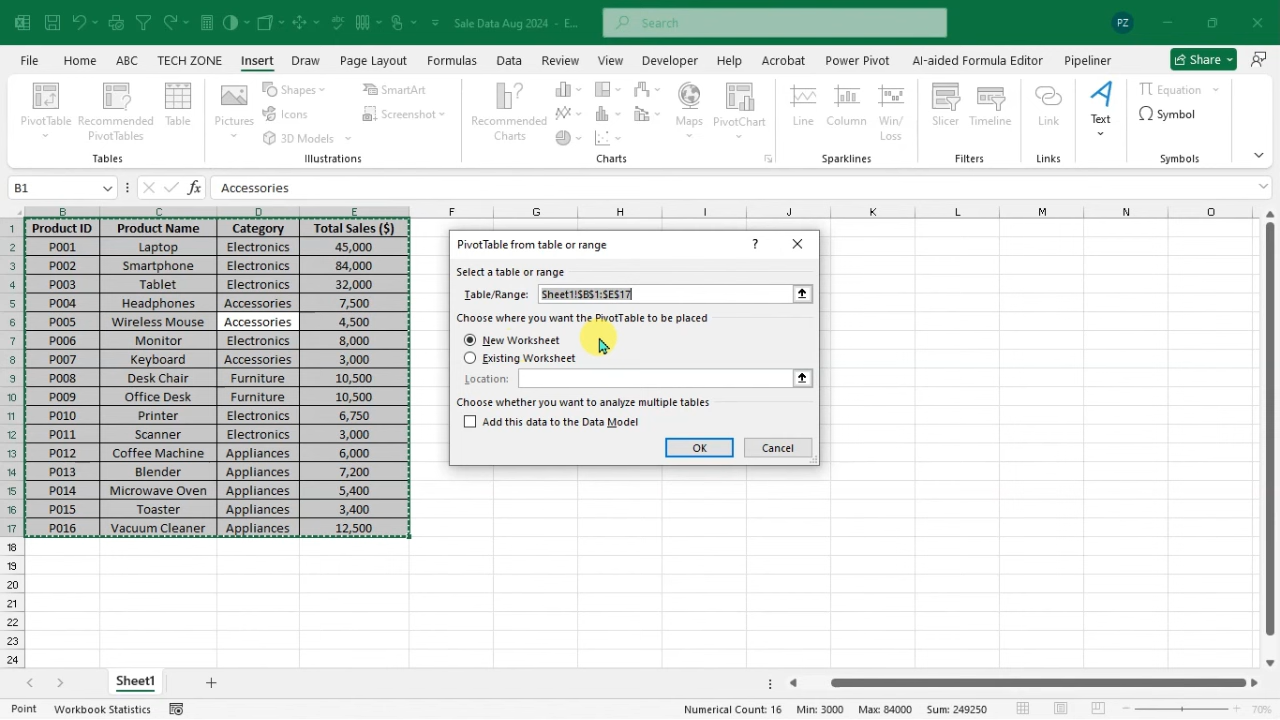 Sale Data Aug 2024 - E...
Search
PZ
File Home ABC TECH ZONE Insert Draw Page Layout Formulas Data Review View Developer Help Acrobat Power Pivot AI-aided Formula Editor Pipeliner Share
PivotTable
Recommended PivotTables
Table
Tables
Pictures
Shapes
Icons
3D Models
SmartArt
Screenshot
Illustrations
Recommended Charts
Maps
PivotChart
Charts
Line
Column
Win/ Loss
Sparklines
Slicer
Timeline
Filters
Link
Links
Text
Equation
Symbol
Symbols
B1 fx Accessories
B C D E F G H I J K L M N O
1 Product ID Product Name Category Total Sales ($)
2 P001 Laptop Electronics 45,000
3 P002 Smartphone Electronics 84,000
4 P003 Tablet Electronics 32,000
5 P004 Headphones Accessories 7,500
6 P005 Wireless Mouse Accessories 4,500
7 P006 Monitor Electronics 8,000
8 P007 Keyboard Accessories 3,000
9 P008 Desk Chair Furniture 10,500
10 P009 Office Desk Furniture 10,500
11 P010 Printer Electronics 6,750
12 P011 Scanner Electronics 3,000
13 P012 Coffee Machine Appliances 6,000
14 P013 Blender Appliances 7,200
15 P014 Microwave Oven Appliances 5,400
16 P015 Toaster Appliances 3,400
17 P016 Vacuum Cleaner Appliances 12,500
18
19
20
21
22
23
24
PivotTable from table or range ?
Select a table or range
Table/Range: Sheet1!$B$1:$E$17
Choose where you want the PivotTable to be placed
New Worksheet
Existing Worksheet
Location:
Choose whether you want to analyze multiple tables
Add this data to the Data Model
OK Cancel
Sheet1
Point Workbook Statistics Numerical Count: 16 Min: 3000 Max: 84000 Sum: 249250 70%